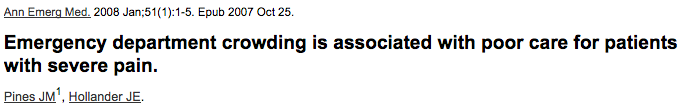 Ann Emerg Med. 2008 Jan;51(1):1-5. Epub 2007 Oct 25.
Emergency department crowding is associated with poor care for patients
with severe pain.
Pines JM1, Hollander JE.